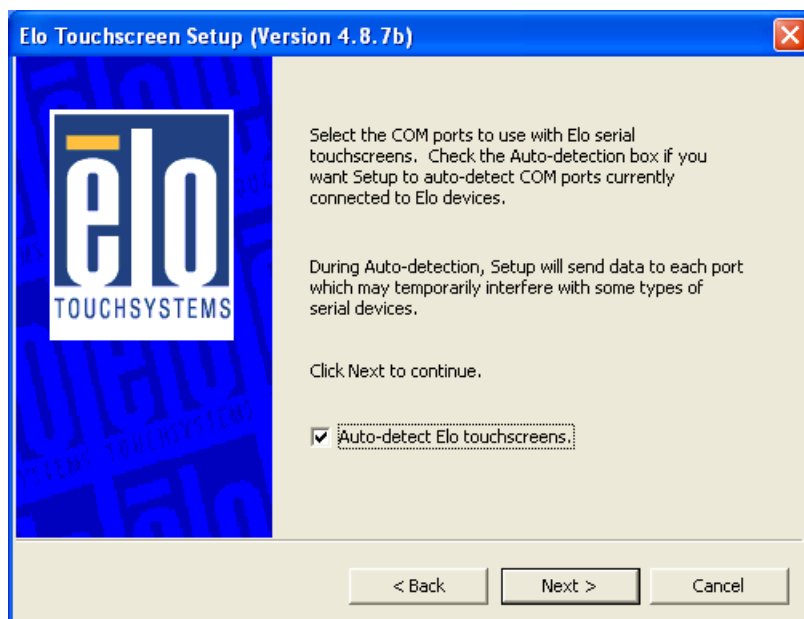 Elo Touchscreen Setup (Version 4.8.7b)
elo
TOUCHSYSTEMS
Select the COM ports to use with Elo serial
touchscreens.  Check the Auto-detection box if you
want Setup to auto-detect COM ports currently
connected to Elo devices.
During Auto-detection, Setup will send data to each port
which may temporarily interfere with some types of
serial devices.
Click Next to continue.
Auto-detect Elo touchscreens.
< Back
Next >
Cancel